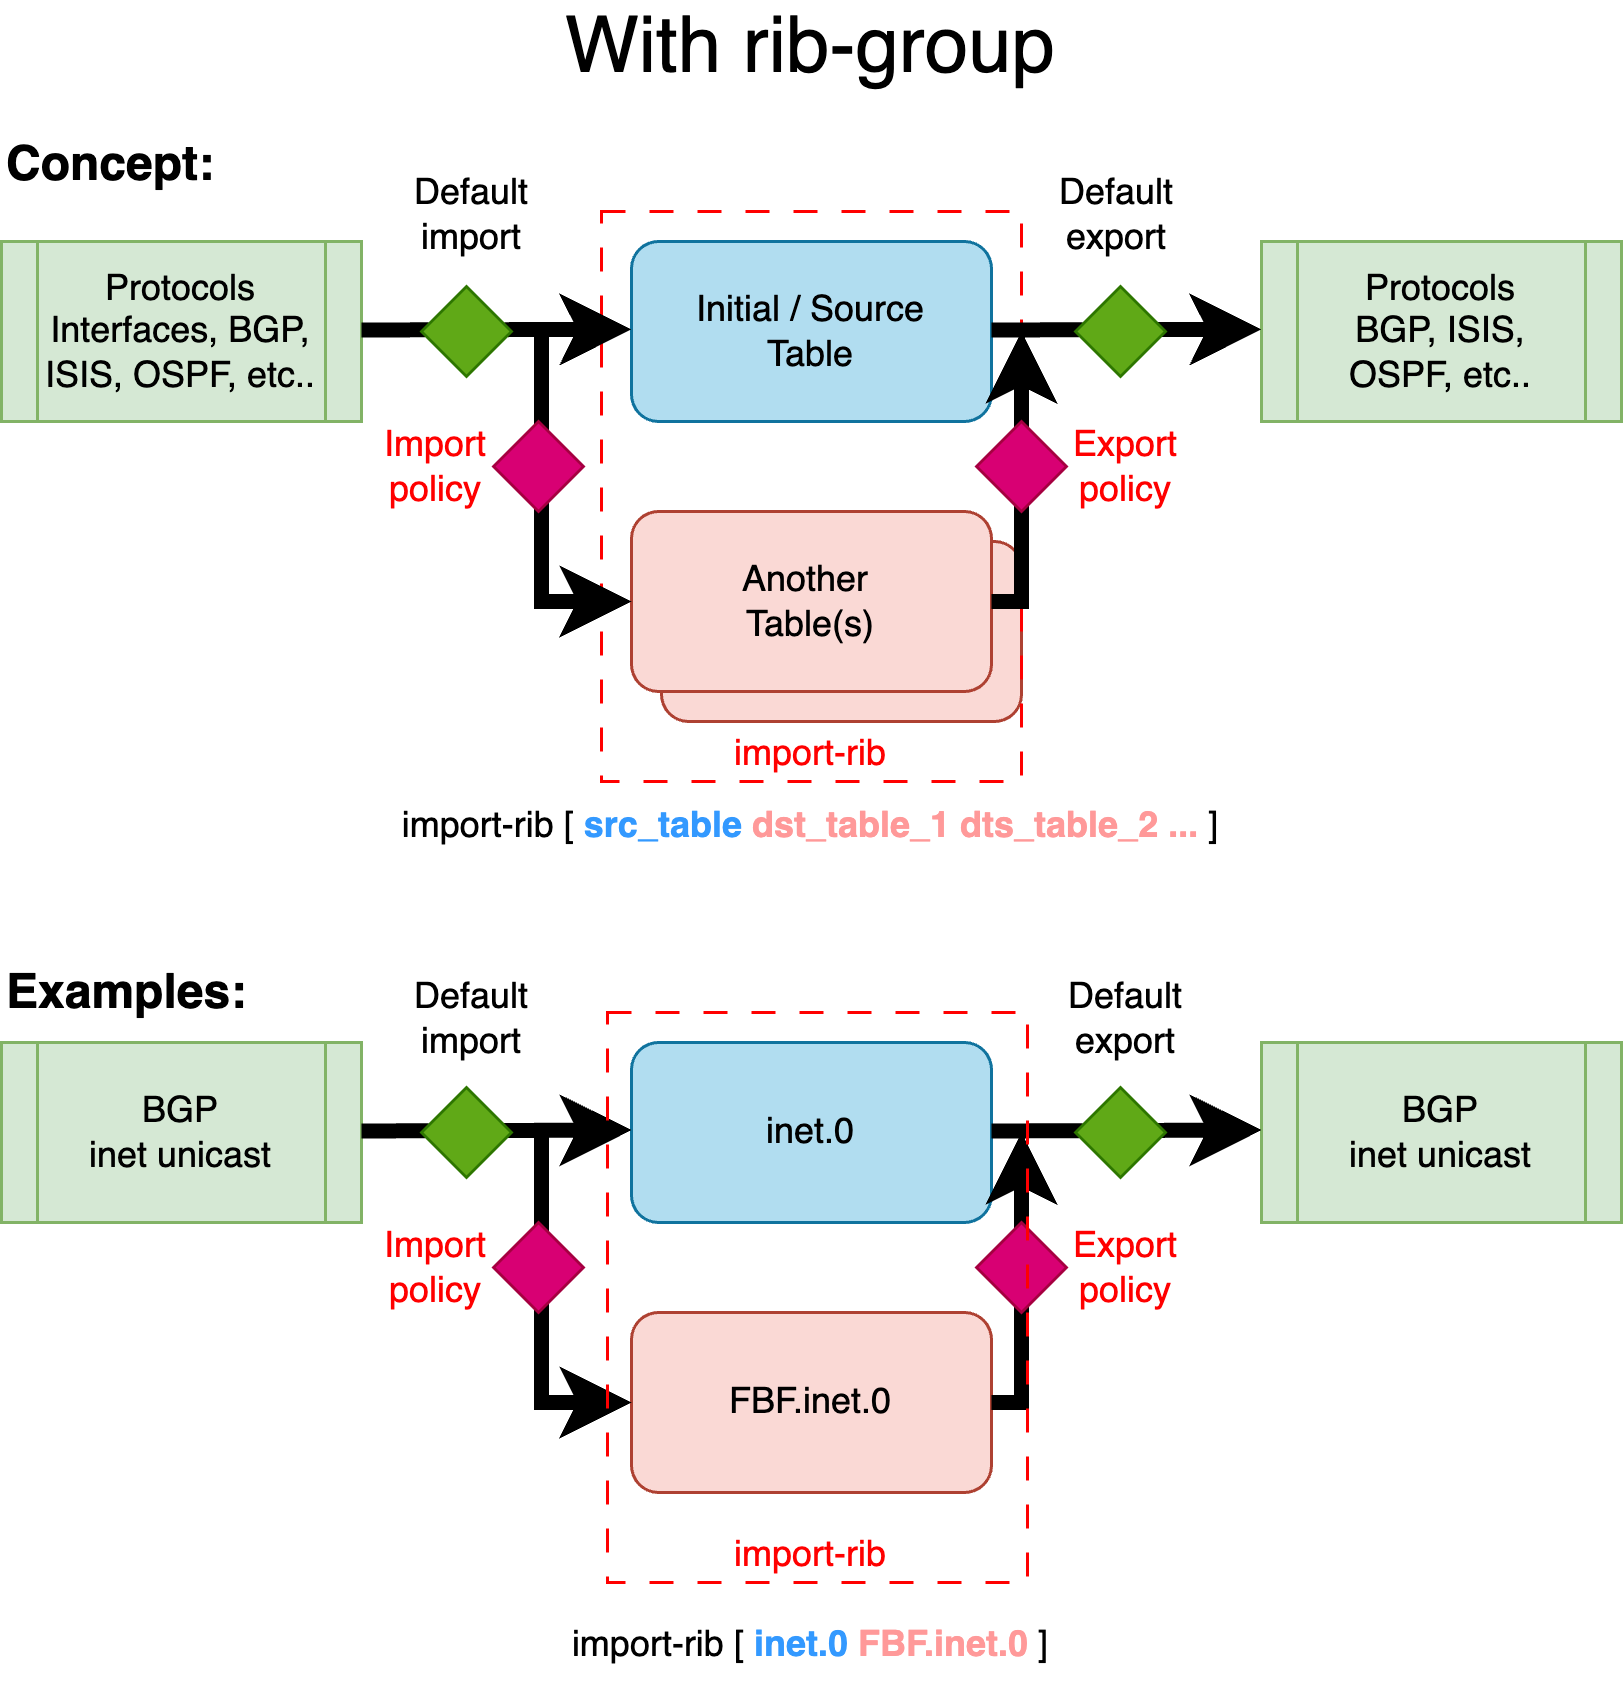 With rib-group
Concept:
Default
import
Default
export
Protocols
Interfaces, BGP,
ISIS, OSPF, etc..
Initial / Source
Table
Protocols
BGP, ISIS,
OSPF, etc..
Import
policy
Export
policy
Another
Table(s)
import-rib
import-rib [ src_table dst_table_1 dts_table_2 ... ]
Examples:
Default
import
Default
export
BGP
inet unicast
inet.0
BGP
inet unicast
Import
policy
Export
policy
FBF.inet.0
import-rib
import-rib [ inet.0 FBF.inet.0 ]